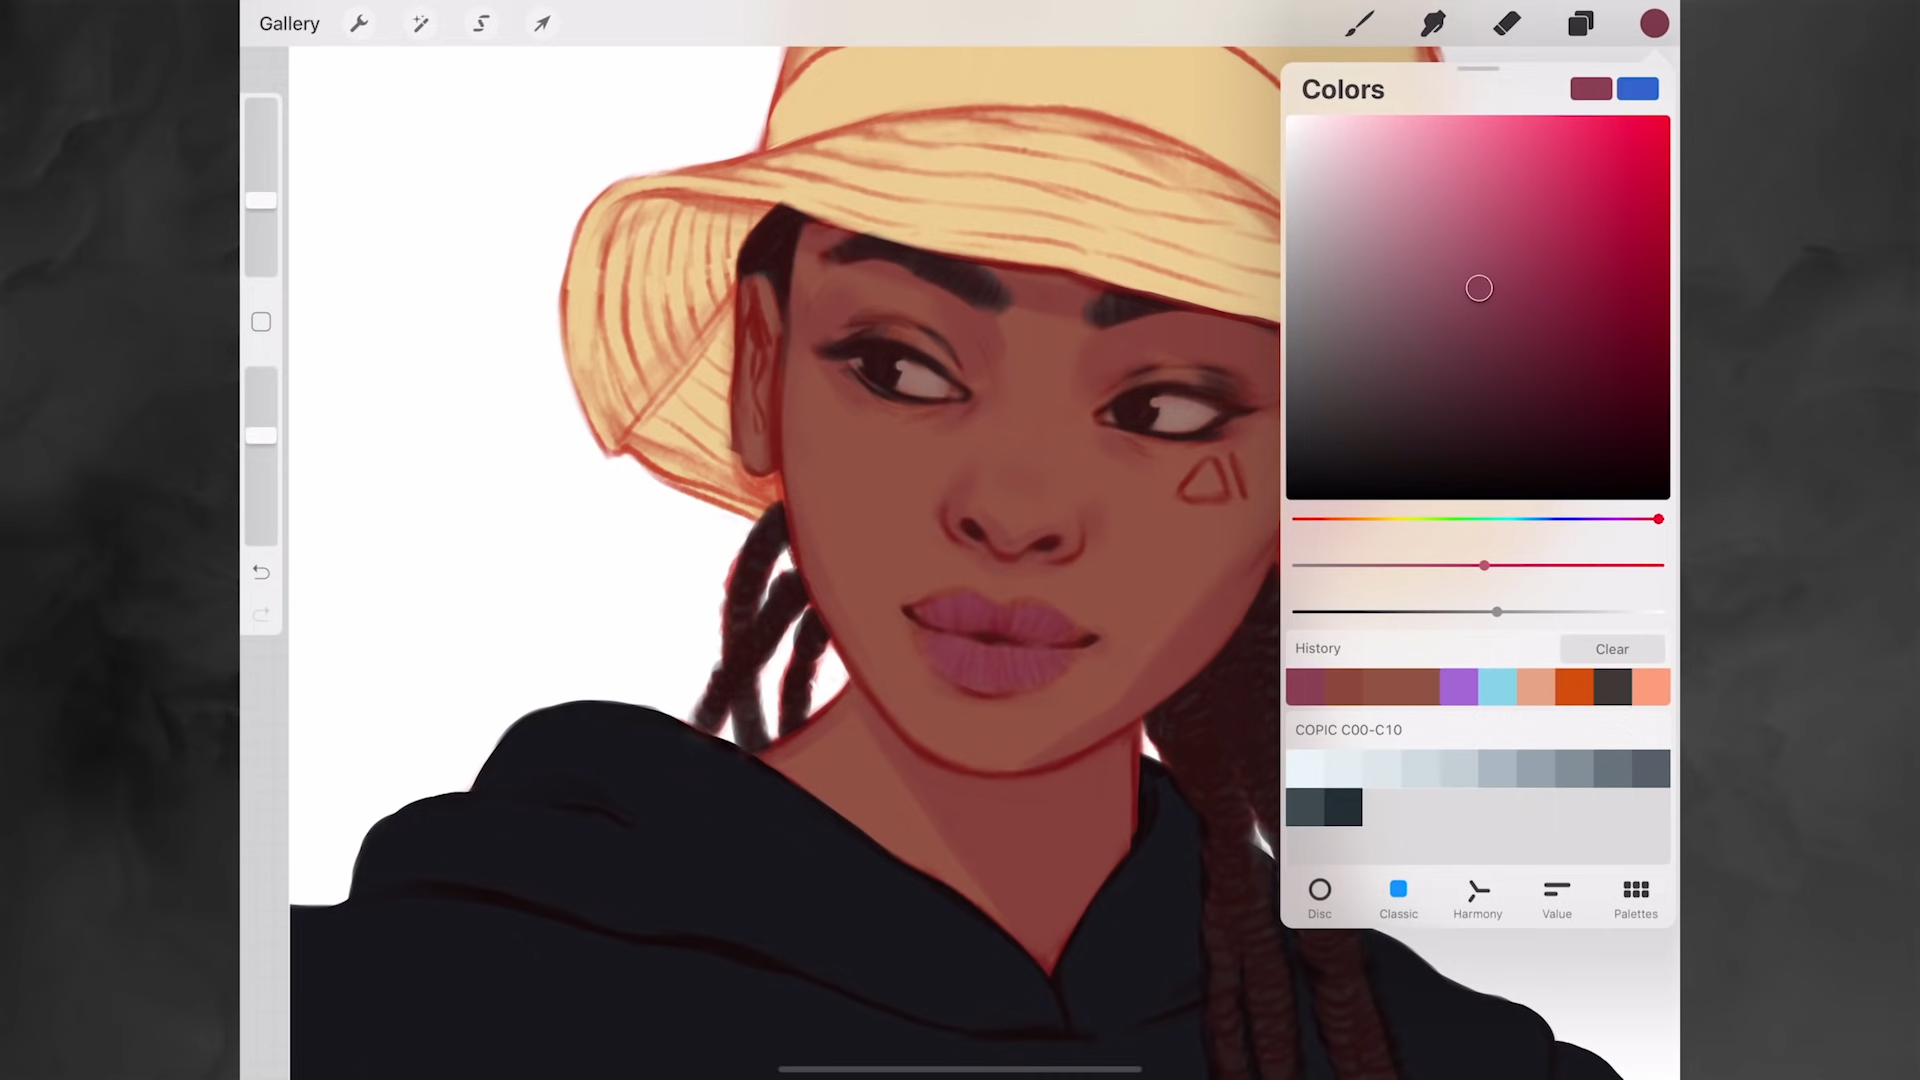 Gallery
Colors
History
Clear
COPIC C00-C10
Disc
Classic
Harmony
Value
Palettes